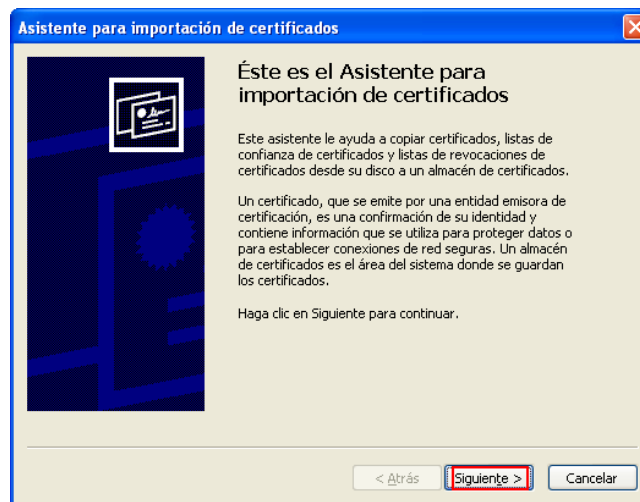 Asistente para importación de certificados
Éste es el Asistente para
importación de certificados
Este asistente le ayuda a copiar certificados, listas de
confianza de certificados y listas de revocaciones de
certificados desde su disco a un almacén de certificados.
Un certificado, que se emite por una entidad emisora de
certificación, es una confirmación de su identidad y
contiene información que se utiliza para proteger datos o
para establecer conexiones de red seguras. Un almacén
de certificados es el área del sistema donde se guardan
los certificados.
Haga clic en Siguiente para continuar.
< Atrás Siguiente > Cancelar